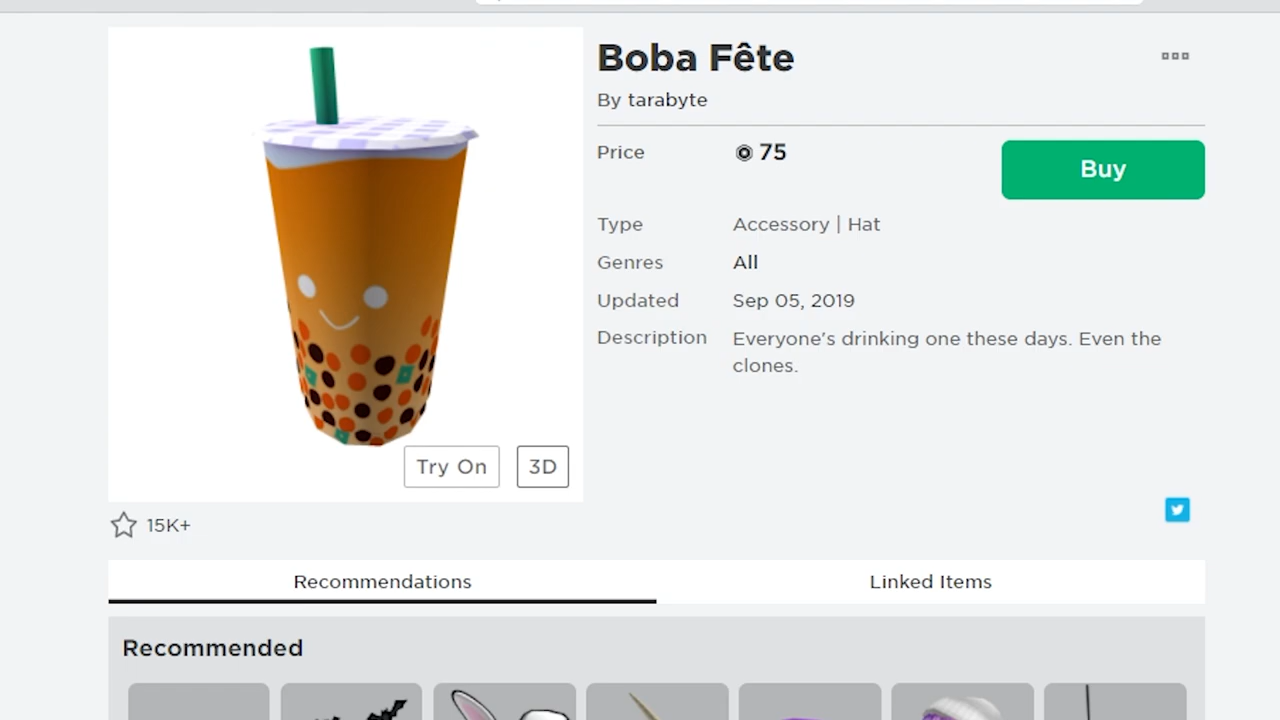 Boba Fête
By tarabyte
Price 75
Buy
Type Accessory | Hat
Genres All
Updated Sep 05, 2019
Description Everyone's drinking one these days. Even the
clones.
Try On 3D
15K+
Recommendations Linked Items
Recommended